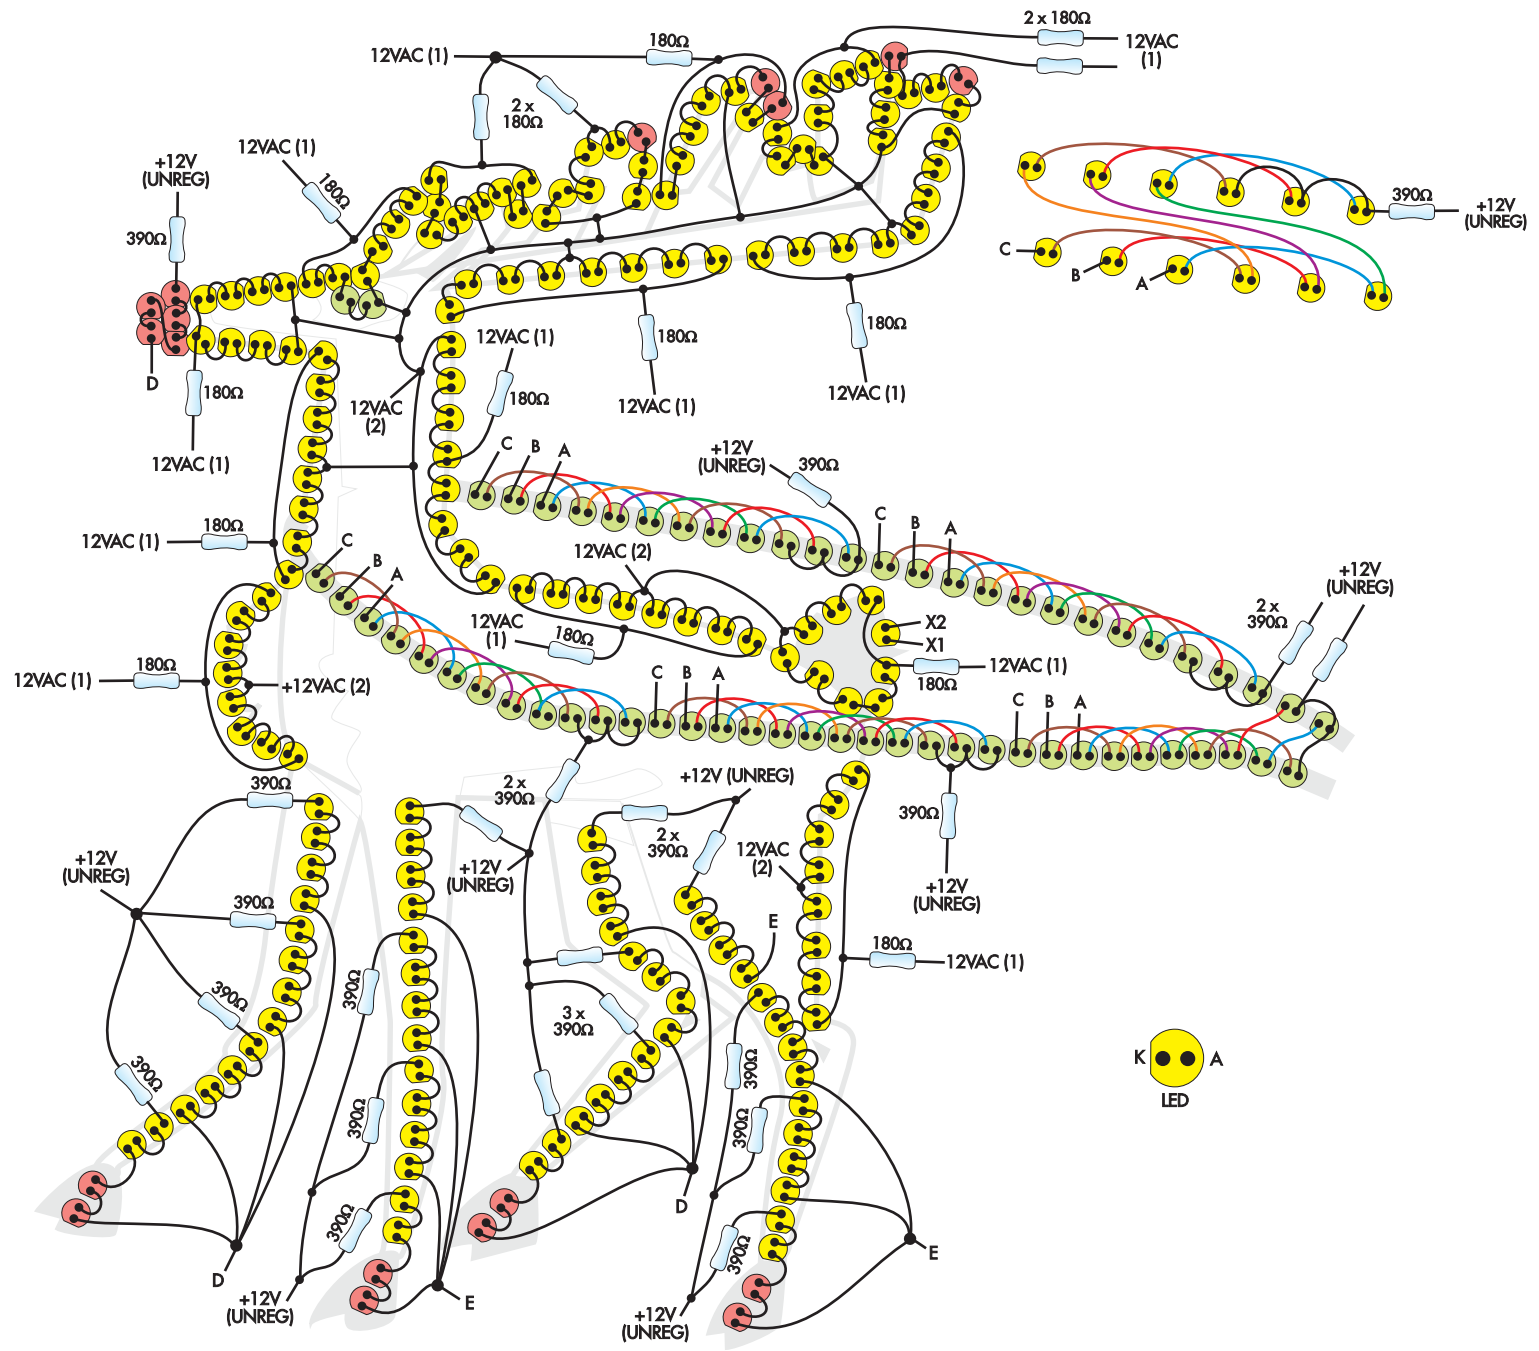 2 x 180Ω
12VAC (1)
180Ω
12VAC
(1)
2 x
180Ω
12VAC (1)
+12V
(UNREG)
180Ω
390Ω
390Ω
+12V
(UNREG)
C
B
A
D
180Ω
12VAC (1)
12VAC
(2)
12VAC (1)
180Ω
180Ω
12VAC (1)
180Ω
12VAC (1)
C
B
A
+12V
(UNREG)
390Ω
C
B
A
180Ω
12VAC (1)
C
B
A
12VAC (2)
+12V
(UNREG)
2 x
390Ω
12VAC
(1)
180Ω
X2
X1
12VAC (1)
180Ω
12VAC (1)
180Ω
+12VAC (2)
C
B
A
C
B
A
390Ω
2 x
390Ω
+12V (UNREG)
390Ω
+12V
(UNREG)
2 x
390Ω
12VAC
(2)
+12V
(UNREG)
+12V
(UNREG)
390Ω
E
180Ω
12VAC (1)
390Ω
390Ω
3 x
390Ω
390Ω
390Ω
390Ω
390Ω
K
A
LED
390Ω
390Ω
D
D
E
E
+12V
(UNREG)
+12V
(UNREG)